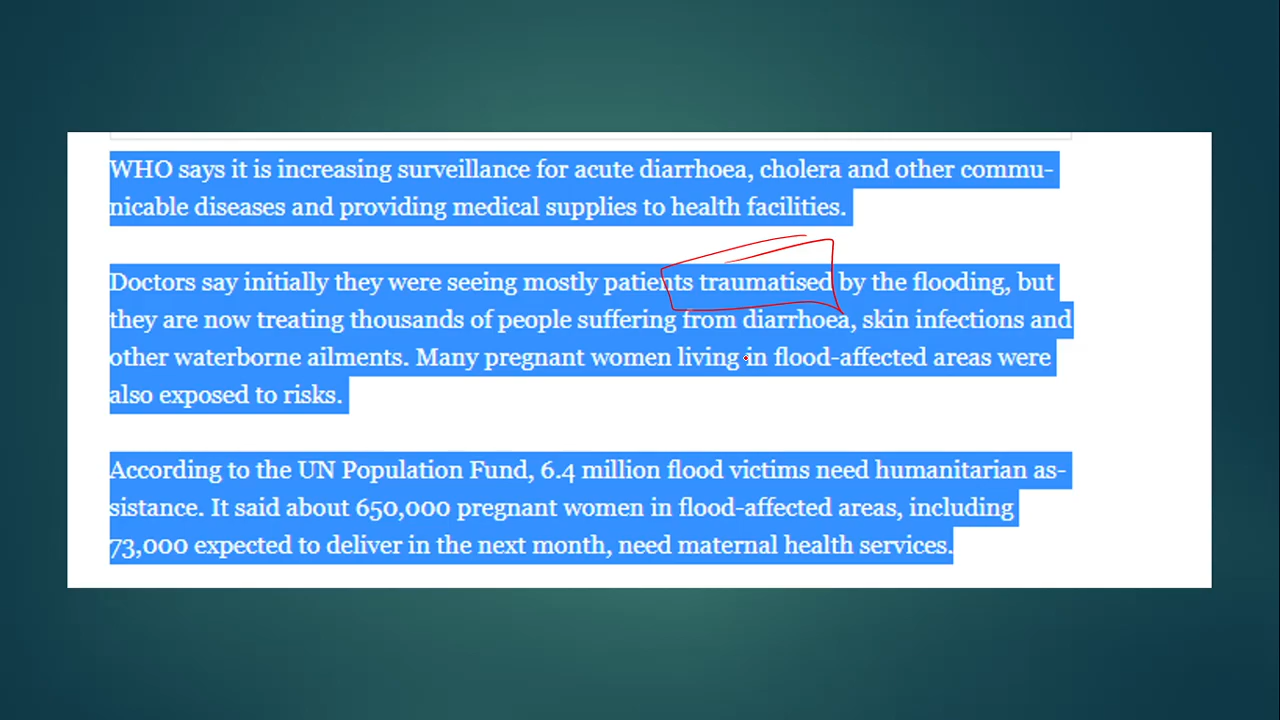 WHO says it is increasing surveillance for acute diarrhoea, cholera and other commu-
nicable diseases and providing medical supplies to health facilities.
Doctors say initially they were seeing mostly patients traumatised by the flooding, but
they are now treating thousands of people suffering from diarrhoea, skin infections and
other waterborne ailments. Many pregnant women living in flood-affected areas were
also exposed to risks.
According to the UN Population Fund, 6.4 million flood victims need humanitarian as-
sistance. It said about 650,000 pregnant women in flood-affected areas, including
73,000 expected to deliver in the next month, need maternal health services.